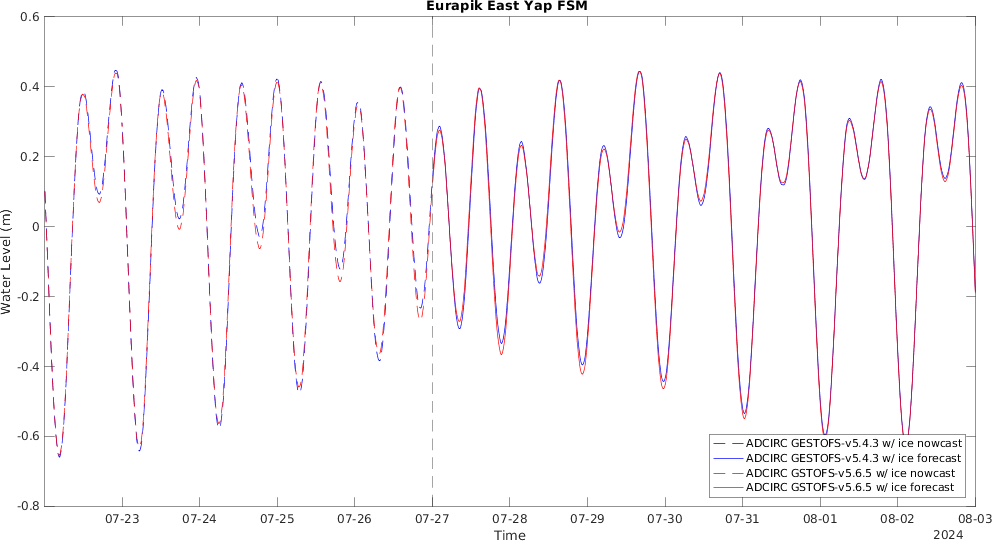 Eurapik East Yap FSM
0.6
0.4
0.2
0
-0.2
-0.4
-0.6
-0.8
Water Level (m)
ADCIRC GESTOFS-v5.4.3 w/ ice nowcast
ADCIRC GESTOFS-v5.4.3 w/ ice forecast
ADCIRC GSTOFS-v5.6.5 w/ ice nowcast
ADCIRC GSTOFS-v5.6.5 w/ ice forecast
07-23 07-24 07-25 07-26 07-27 07-28 07-29 07-30 07-31 08-01 08-02 08-03
Time
2024